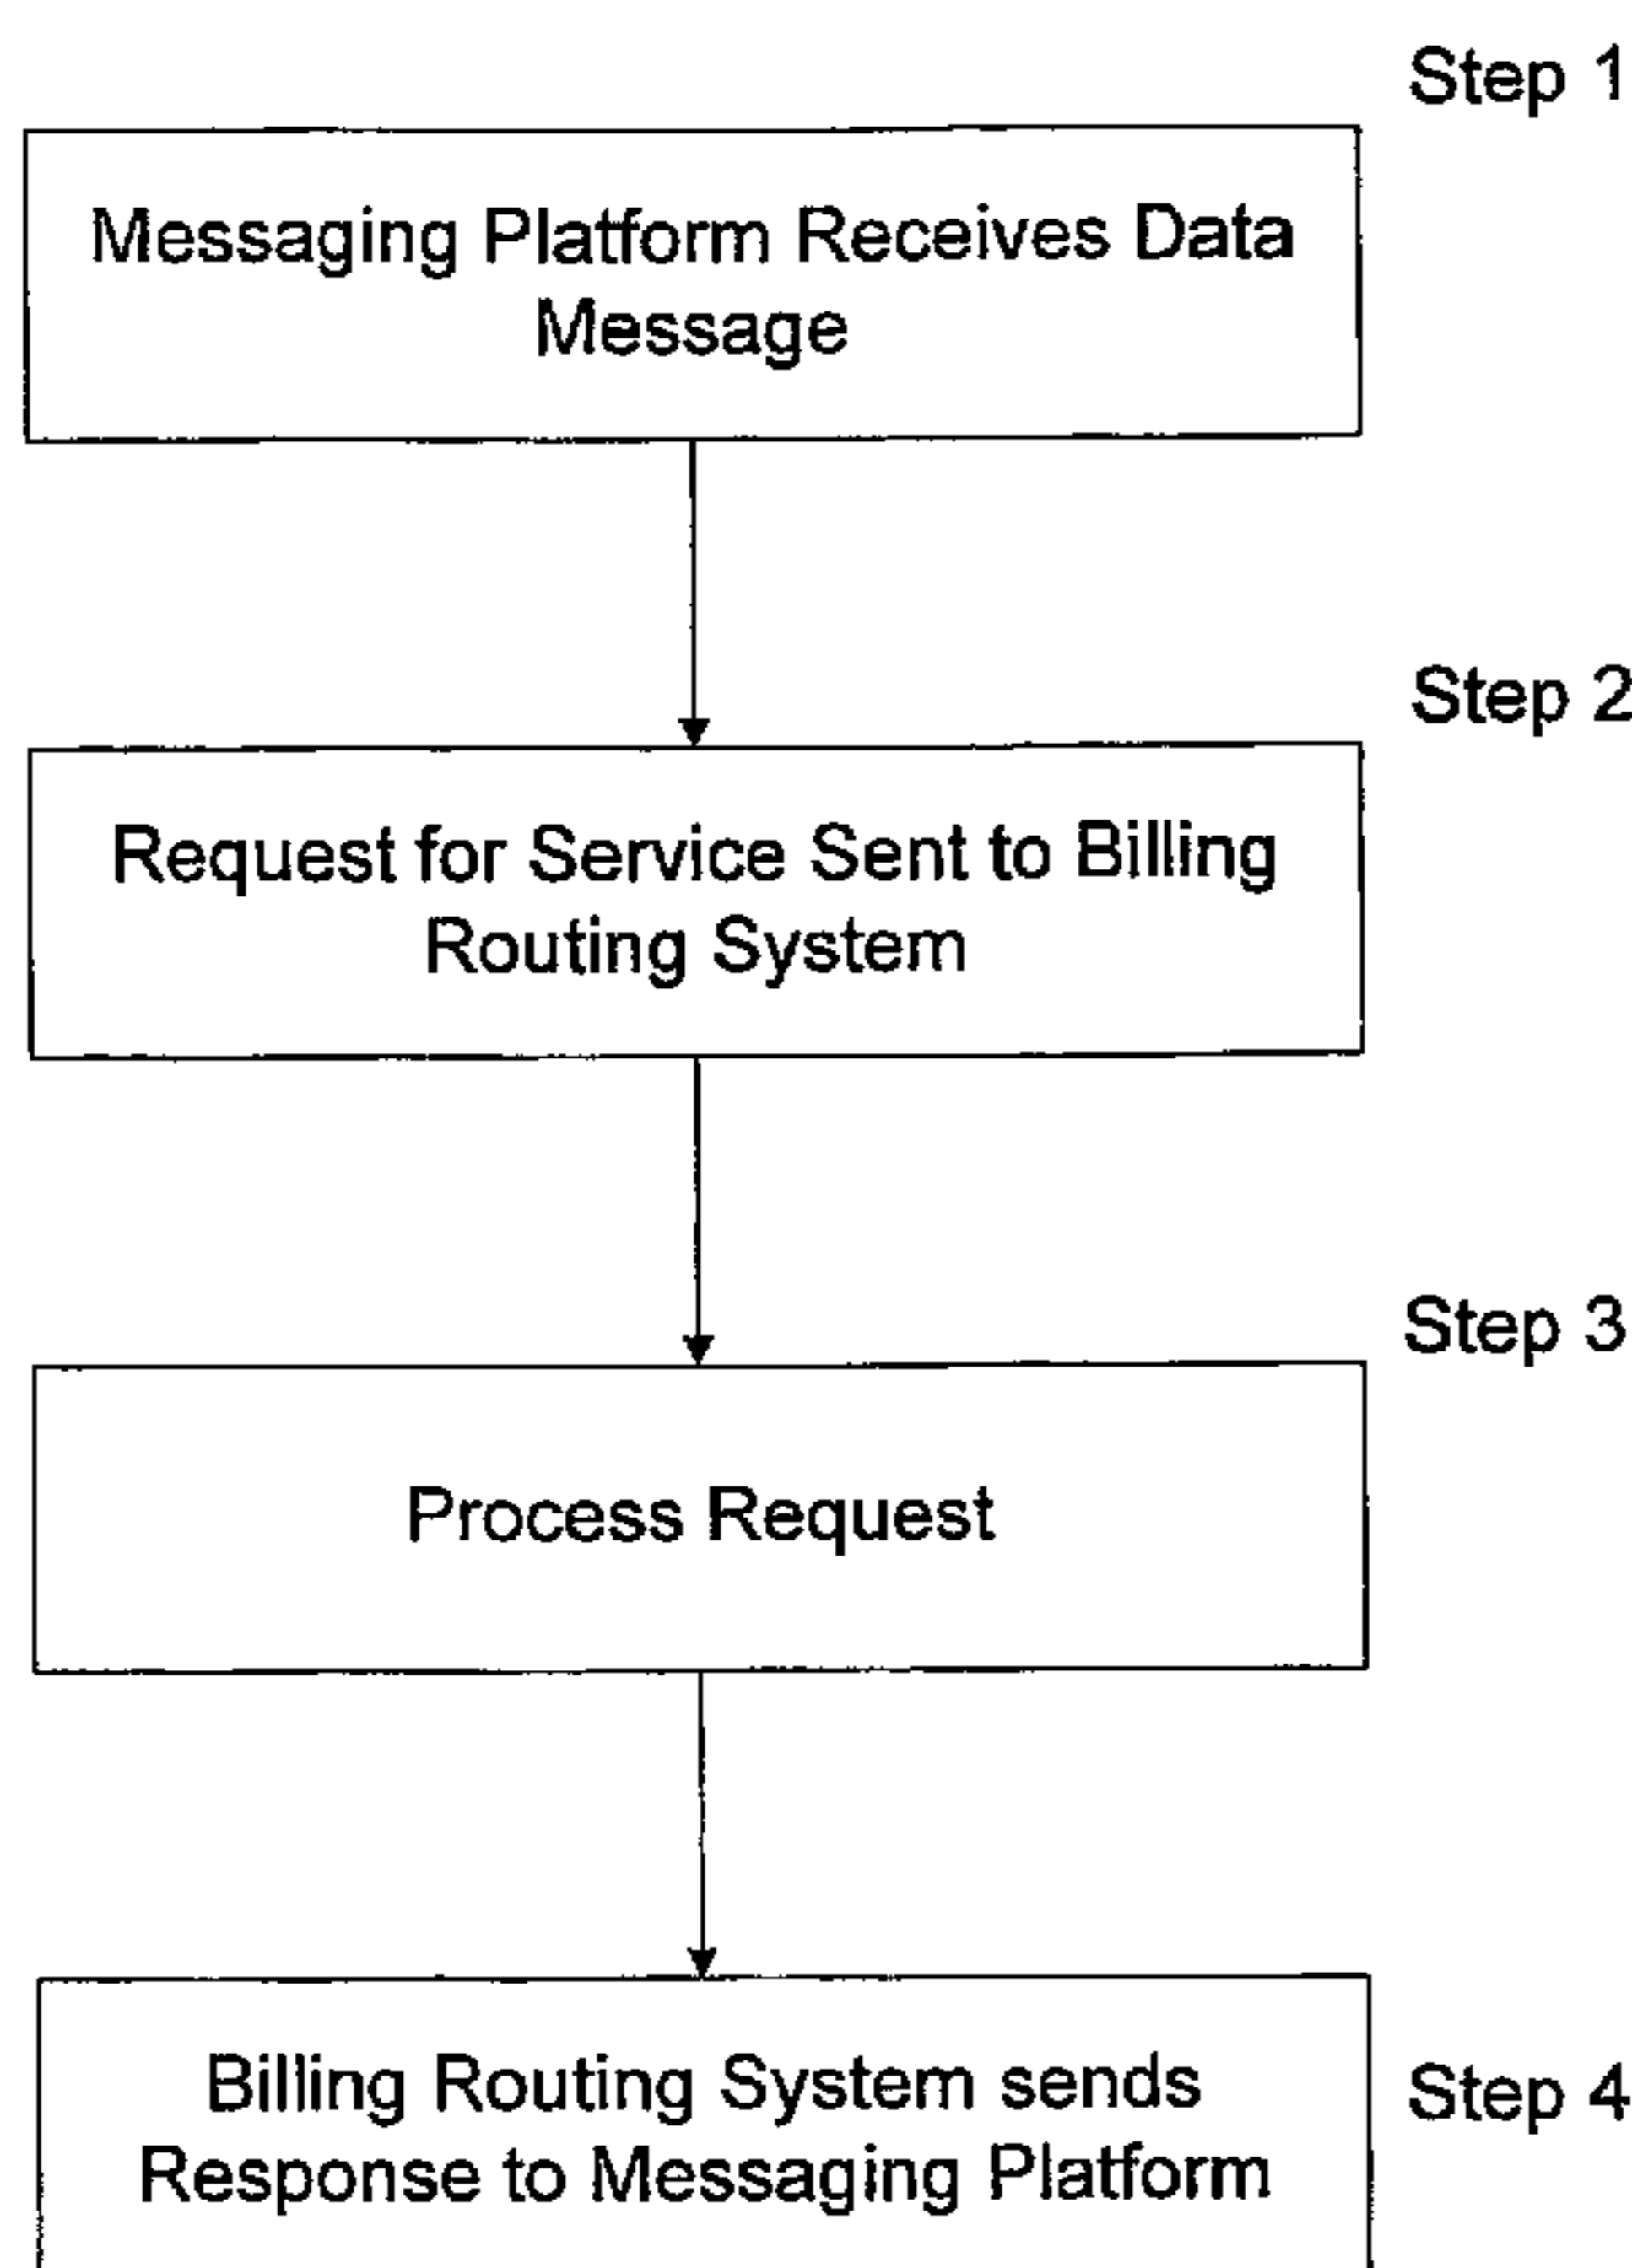 Step 1
Messaging Platform Receives Data
Message
Step 2
Request for Service Sent to Billing
Routing System
Step 3
Process Request
Billing Routing System sends
Step 4
Response to Messaging Platform